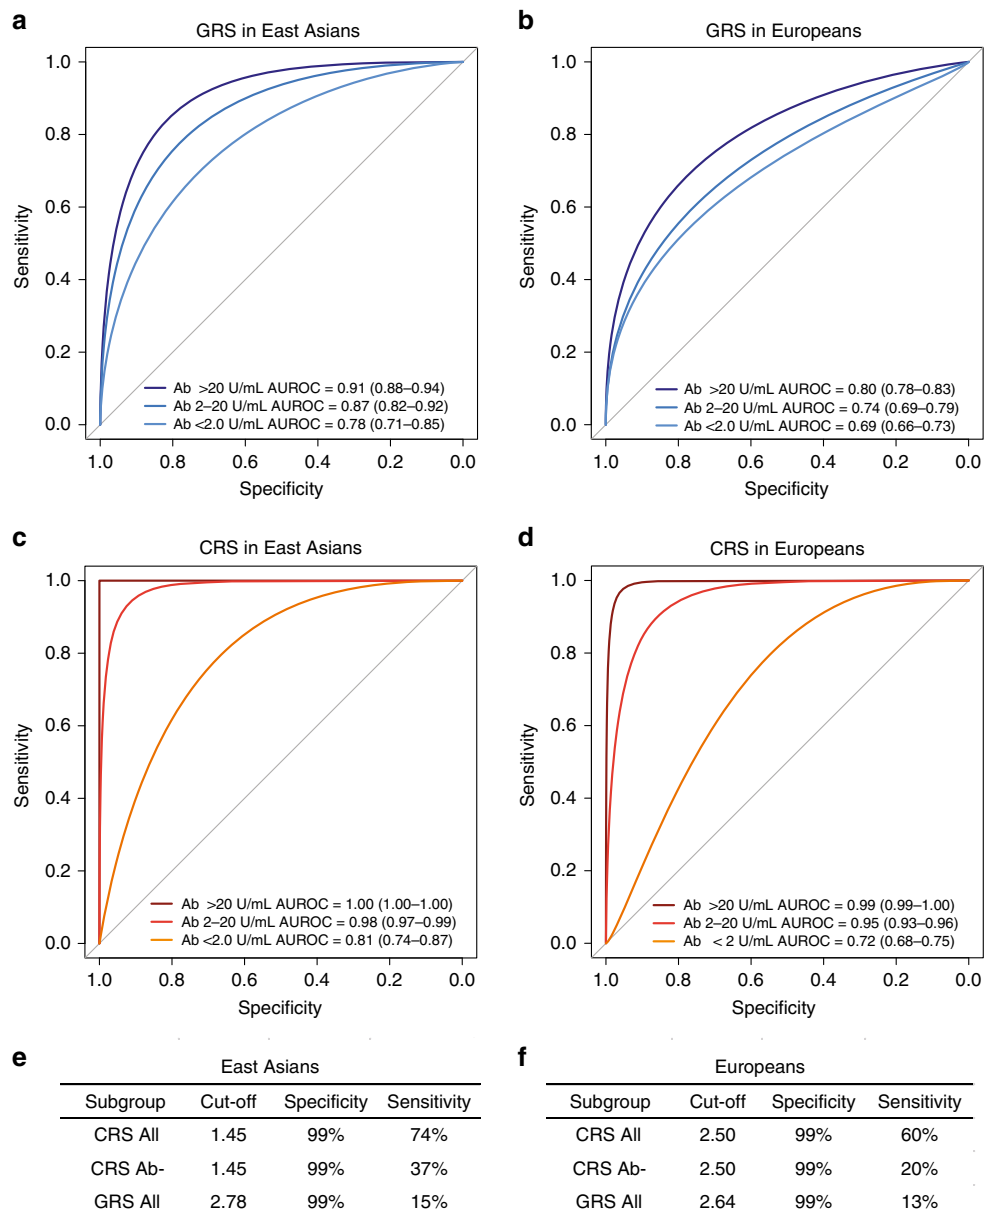 a
GRS in East Asians
1.0
0.8
0.6
0.4
0.2
0.0
Sensitivity
Ab >20 U/mL AUROC = 0.91 (0.88–0.94)
Ab 2–20 U/mL AUROC = 0.87 (0.82–0.92)
Ab <2.0 U/mL AUROC = 0.78 (0.71–0.85)
1.0 0.8 0.6 0.4 0.2 0.0
Specificity
b
GRS in Europeans
1.0
0.8
0.6
0.4
0.2
0.0
Sensitivity
Ab >20 U/mL AUROC = 0.80 (0.78–0.83)
Ab 2–20 U/mL AUROC = 0.74 (0.69–0.79)
Ab <2.0 U/mL AUROC = 0.69 (0.66–0.73)
1.0 0.8 0.6 0.4 0.2 0.0
Specificity
c
CRS in East Asians
1.0
0.8
0.6
0.4
0.2
0.0
Sensitivity
Ab >20 U/mL AUROC = 1.00 (1.00–1.00)
Ab 2–20 U/mL AUROC = 0.98 (0.97–0.99)
Ab <2.0 U/mL AUROC = 0.81 (0.74–0.87)
1.0 0.8 0.6 0.4 0.2 0.0
Specificity
d
CRS in Europeans
1.0
0.8
0.6
0.4
0.2
0.0
Sensitivity
Ab >20 U/mL AUROC = 0.99 (0.99–1.00)
Ab 2–20 U/mL AUROC = 0.95 (0.93–0.96)
Ab < 2 U/mL AUROC = 0.72 (0.68–0.75)
1.0 0.8 0.6 0.4 0.2 0.0
Specificity
e
East Asians
Subgroup Cut-off Specificity Sensitivity
CRS All 1.45 99% 74%
CRS Ab- 1.45 99% 37%
GRS All 2.78 99% 15%
f
Europeans
Subgroup Cut-off Specificity Sensitivity
CRS All 2.50 99% 60%
CRS Ab- 2.50 99% 20%
GRS All 2.64 99% 13%